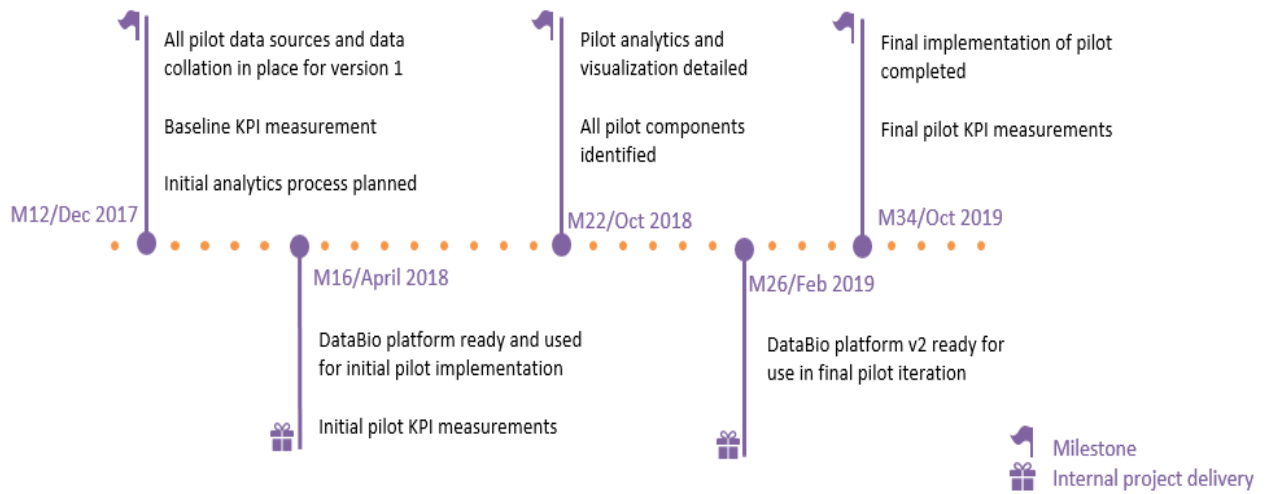 All pilot data sources and data
collation in place for version 1
Baseline KPI measurement
Initial analytics process planned
M12/Dec 2017
DataBio platform ready and used
for initial pilot implementation
Initial pilot KPI measurements
M16/April 2018
Pilot analytics and
visualization detailed
All pilot components
identified
M22/Oct 2018
M26/Feb 2019
DataBio platform v2 ready for
use in final pilot iteration
Final implementation of pilot
completed
Final pilot KPI measurements
M34/Oct 2019
Milestone
Internal project delivery